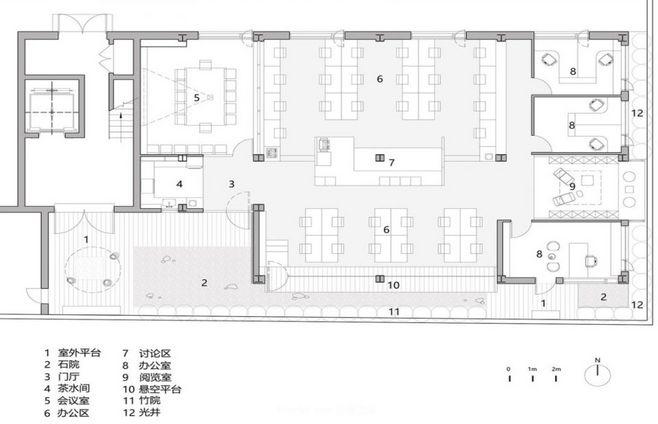 8
6
5
12
8
7
4
3
9
1
6
8
2
10
1
2
11
12
1 室外平台
2 石院
3 门厅
4 茶水间
5 会议室
6 办公区
7 讨论区
8 办公室
9 阅览室
10 悬空平台
11 竹院
12 光井
0 1m 2m
N